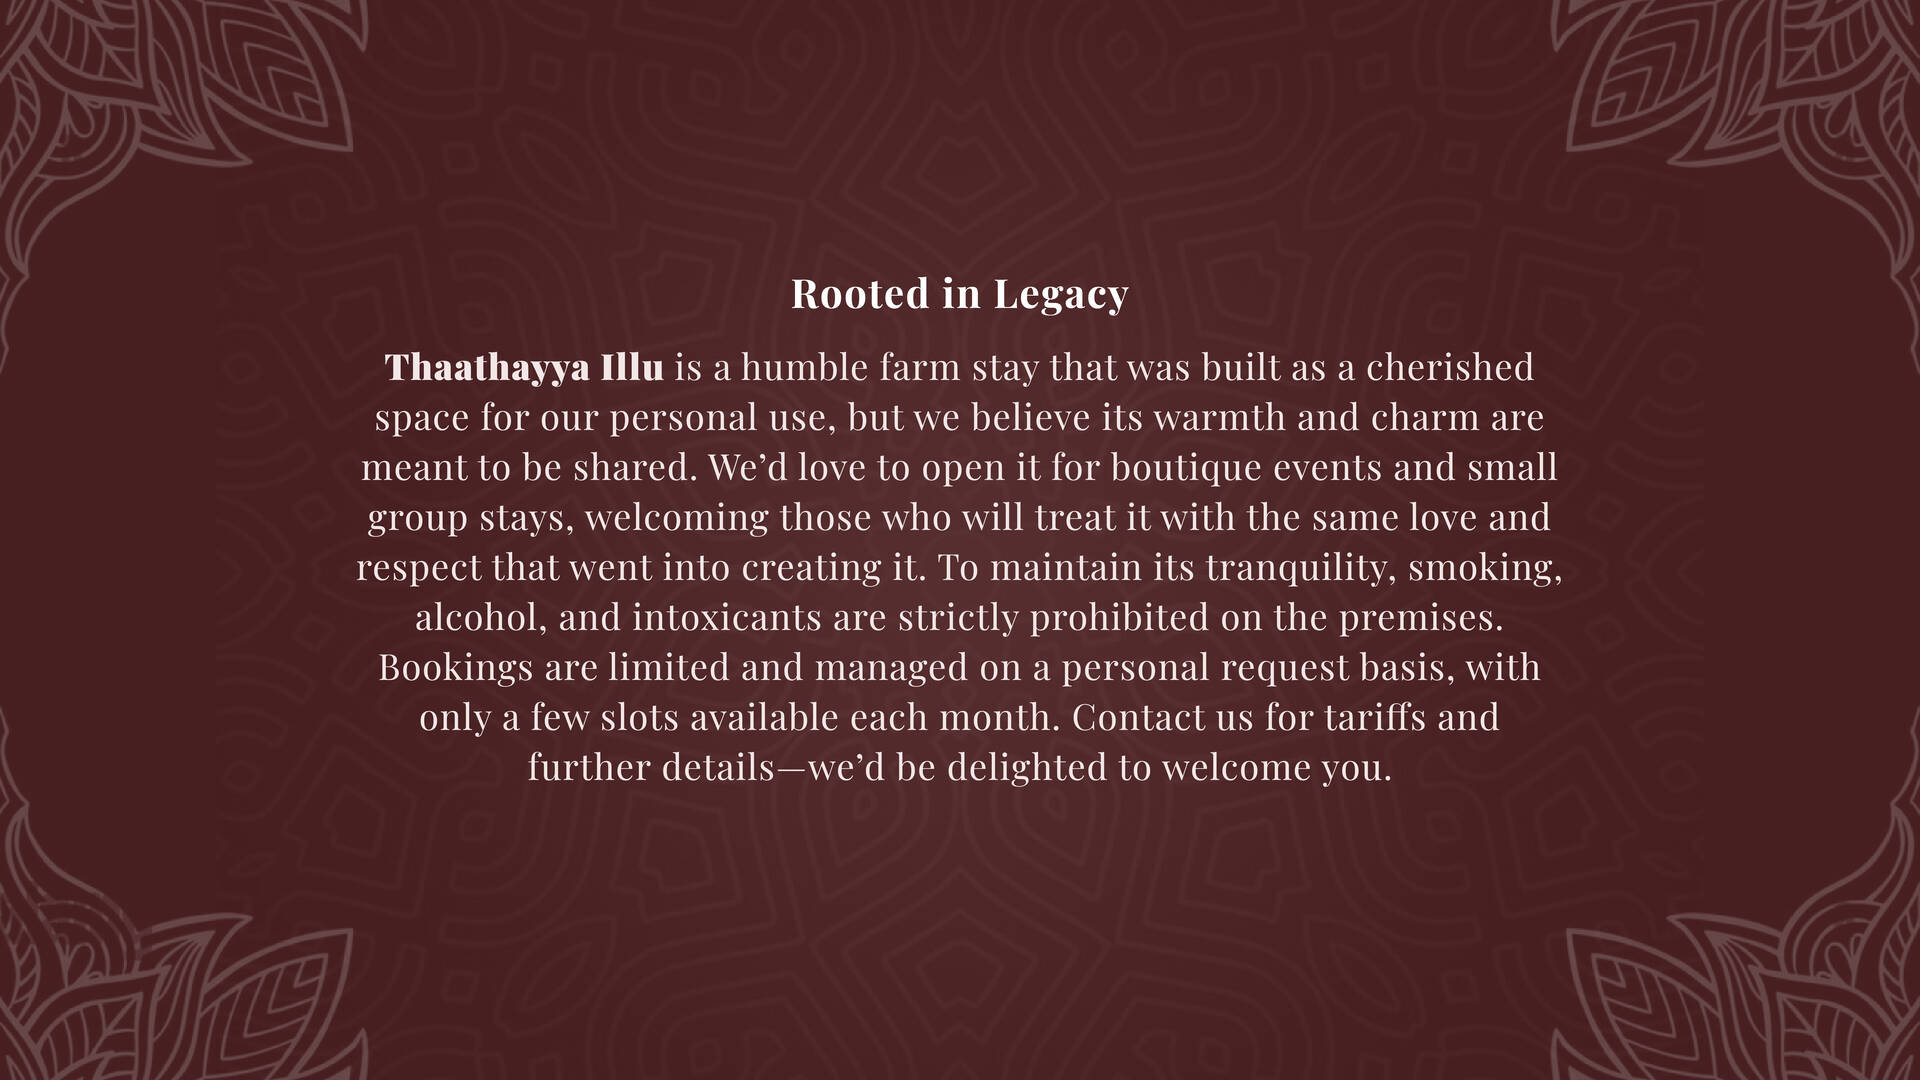 Rooted in Legacy
Thaathayya Illu is a humble farm stay that was built as a cherished
space for our personal use, but we believe its warmth and charm are
meant to be shared. We’d love to open it for boutique events and small
group stays, welcoming those who will treat it with the same love and
respect that went into creating it. To maintain its tranquility, smoking,
alcohol, and intoxicants are strictly prohibited on the premises.
Bookings are limited and managed on a personal request basis, with
only a few slots available each month. Contact us for tariffs and
further details—we’d be delighted to welcome you.